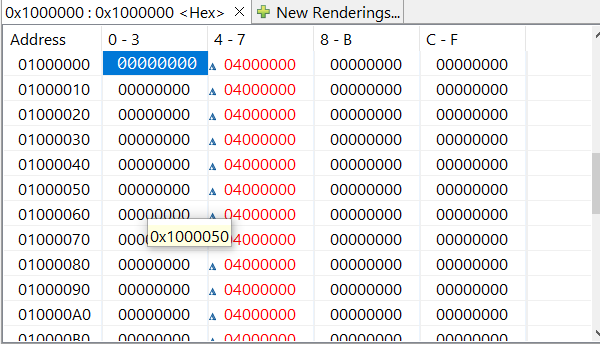 0x1000000 : 0x1000000 <Hex> New Renderings...
Address 0 - 3 4 - 7 8 - B C - F
01000000 00000000 04000000 00000000 00000000
01000010 00000000 04000000 00000000 00000000
01000020 00000000 04000000 00000000 00000000
01000030 00000000 04000000 00000000 00000000
01000040 00000000 04000000 00000000 00000000
01000050 00000000 04000000 00000000 00000000
01000060 00000000 04000000 00000000 00000000
01000070 000 04000000 00000000 00000000
0x1000050
01000080 00000000 04000000 00000000 00000000
01000090 00000000 04000000 00000000 00000000
010000A0 00000000 04000000 00000000 00000000
010000B0 00000000 04000000 00000000 00000000